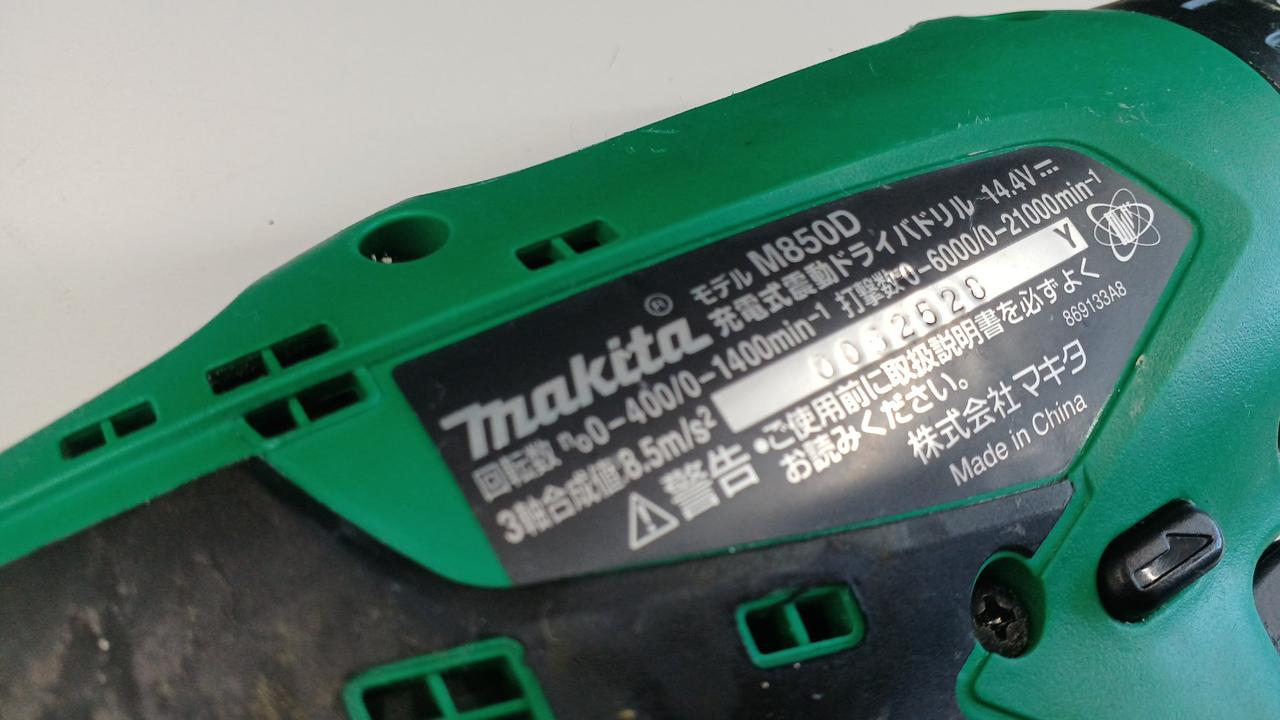 makita® モデル M850D
充電式震動ドライバドリル 14.4V
回転数 n₀0-400/0-1400min⁻¹ 打撃数 0-6000/0-21000min⁻¹
3軸合成値:8.5m/s² 0062628 Y
⚠警告 •ご使用前に取扱説明書を必ずよく
お読みください。
869133A8
株式会社マキタ
Made in China